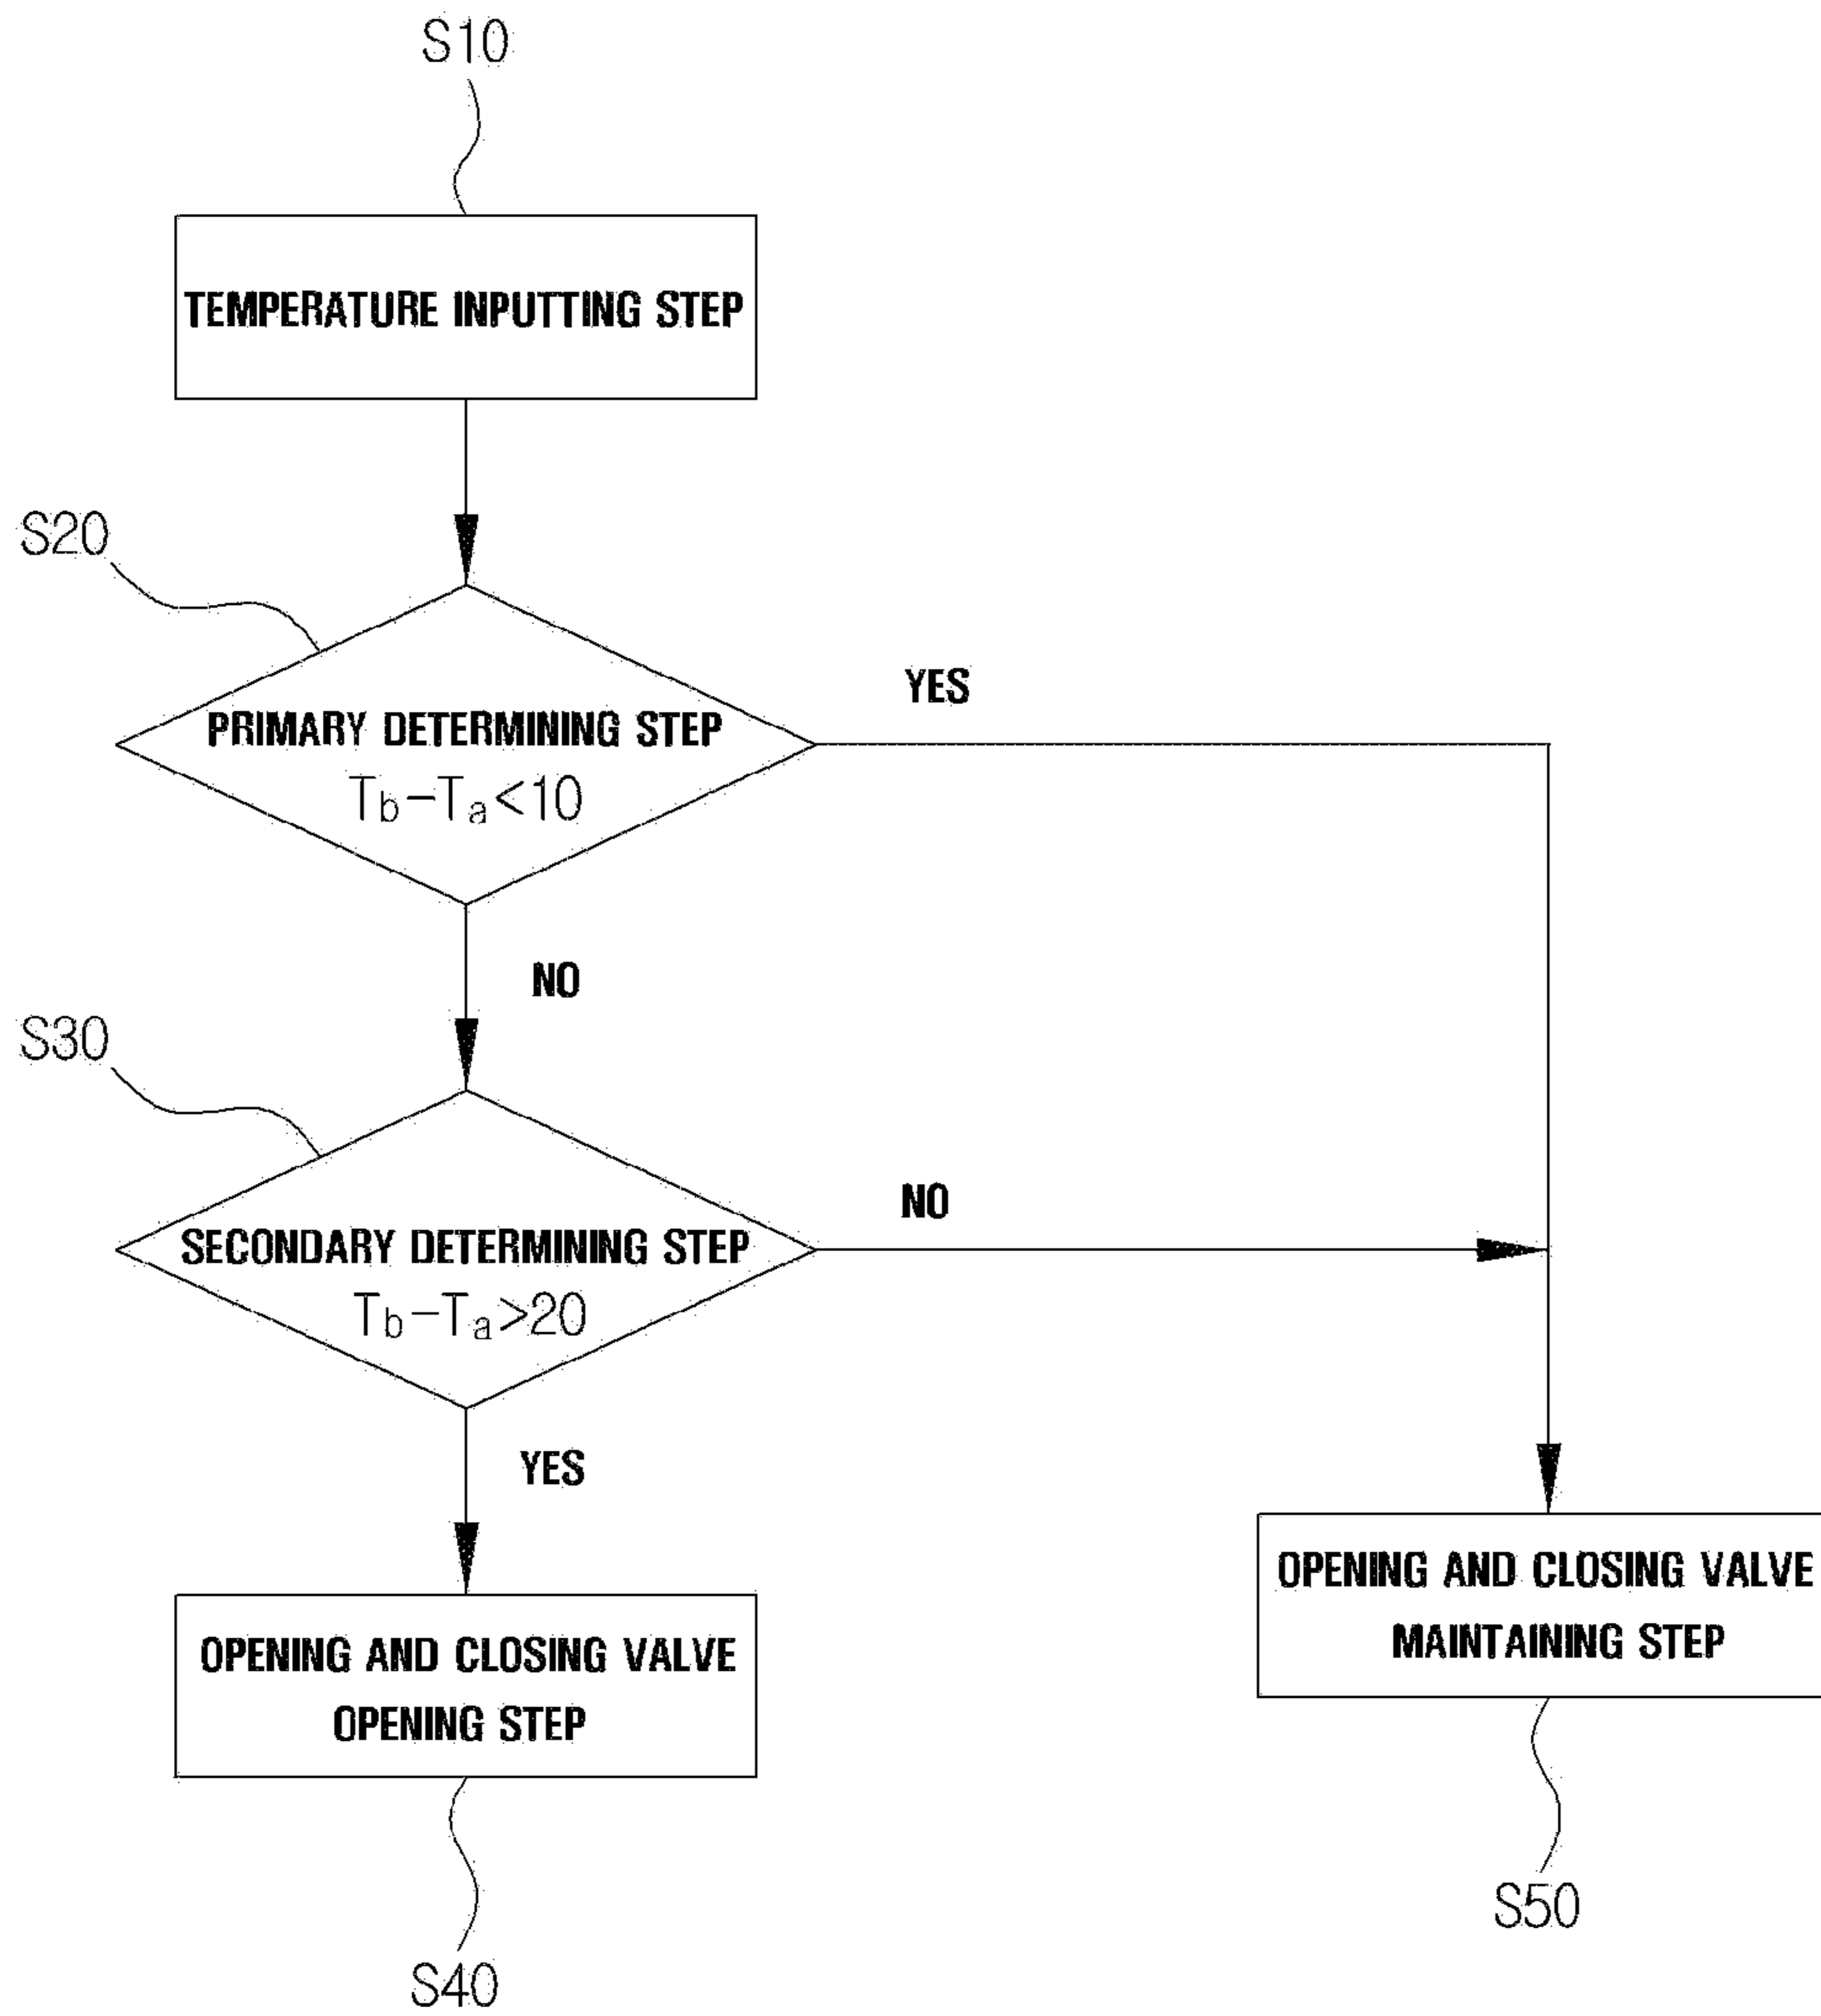 S10
TEMPERATURE INPUTTING STEP
S20
YES
PRIMARY DETERMINING STEP
Tb-Ta<10
NO
S30
NO
SECONDARY DETERMINING STEP
Tb-Ta>20
YES
OPENING AND CLOSING VALVE
MAINTAINING STEP
OPENING AND CLOSING VALVE
OPENING STEP
S50
S40